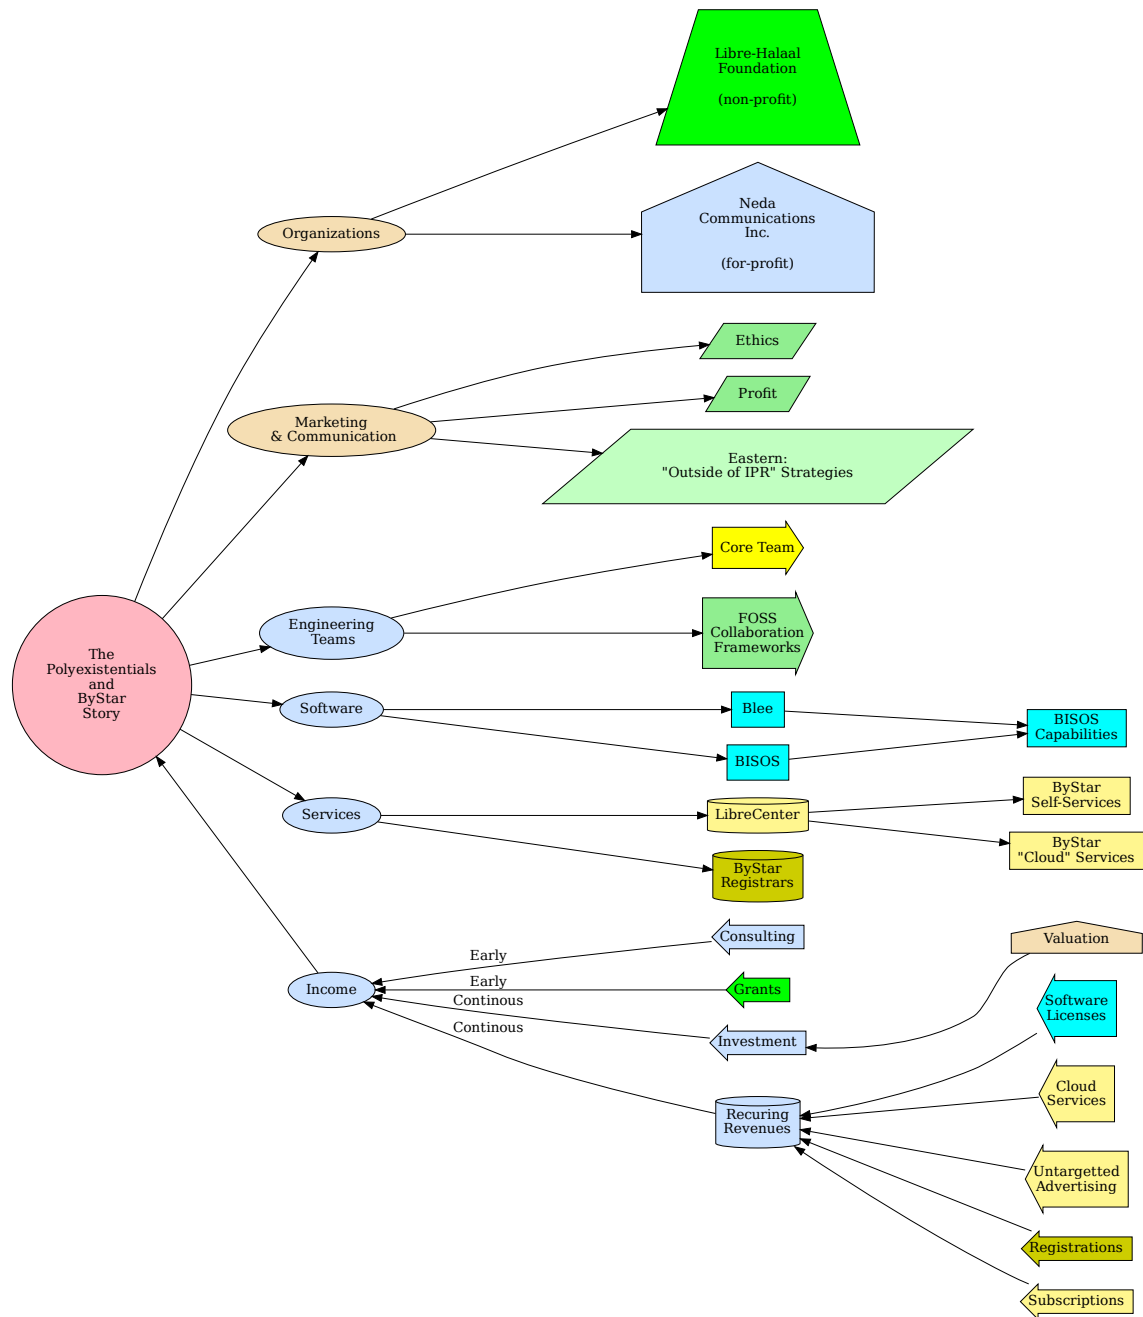 Libre-Halaal
Foundation
(non-profit)
Neda
Communications
Inc.
(for-profit)
Organizations
Ethics
Profit
Marketing
& Communication
Eastern:
"Outside of IPR" Strategies
Core Team
Engineering
Teams
FOSS
Collaboration
Frameworks
The
Polyexistentials
and
ByStar
Story
Software
Blee
BISOS
BISOS
Capabilities
Services
LibreCenter
ByStar
Self-Services
ByStar
"Cloud" Services
ByStar
Registrars
Income
Early
Early
Continous
Continous
Consulting
Grants
Investment
Valuation
Recuring
Revenues
Software
Licenses
Cloud
Services
Untargetted
Advertising
Registrations
Subscriptions